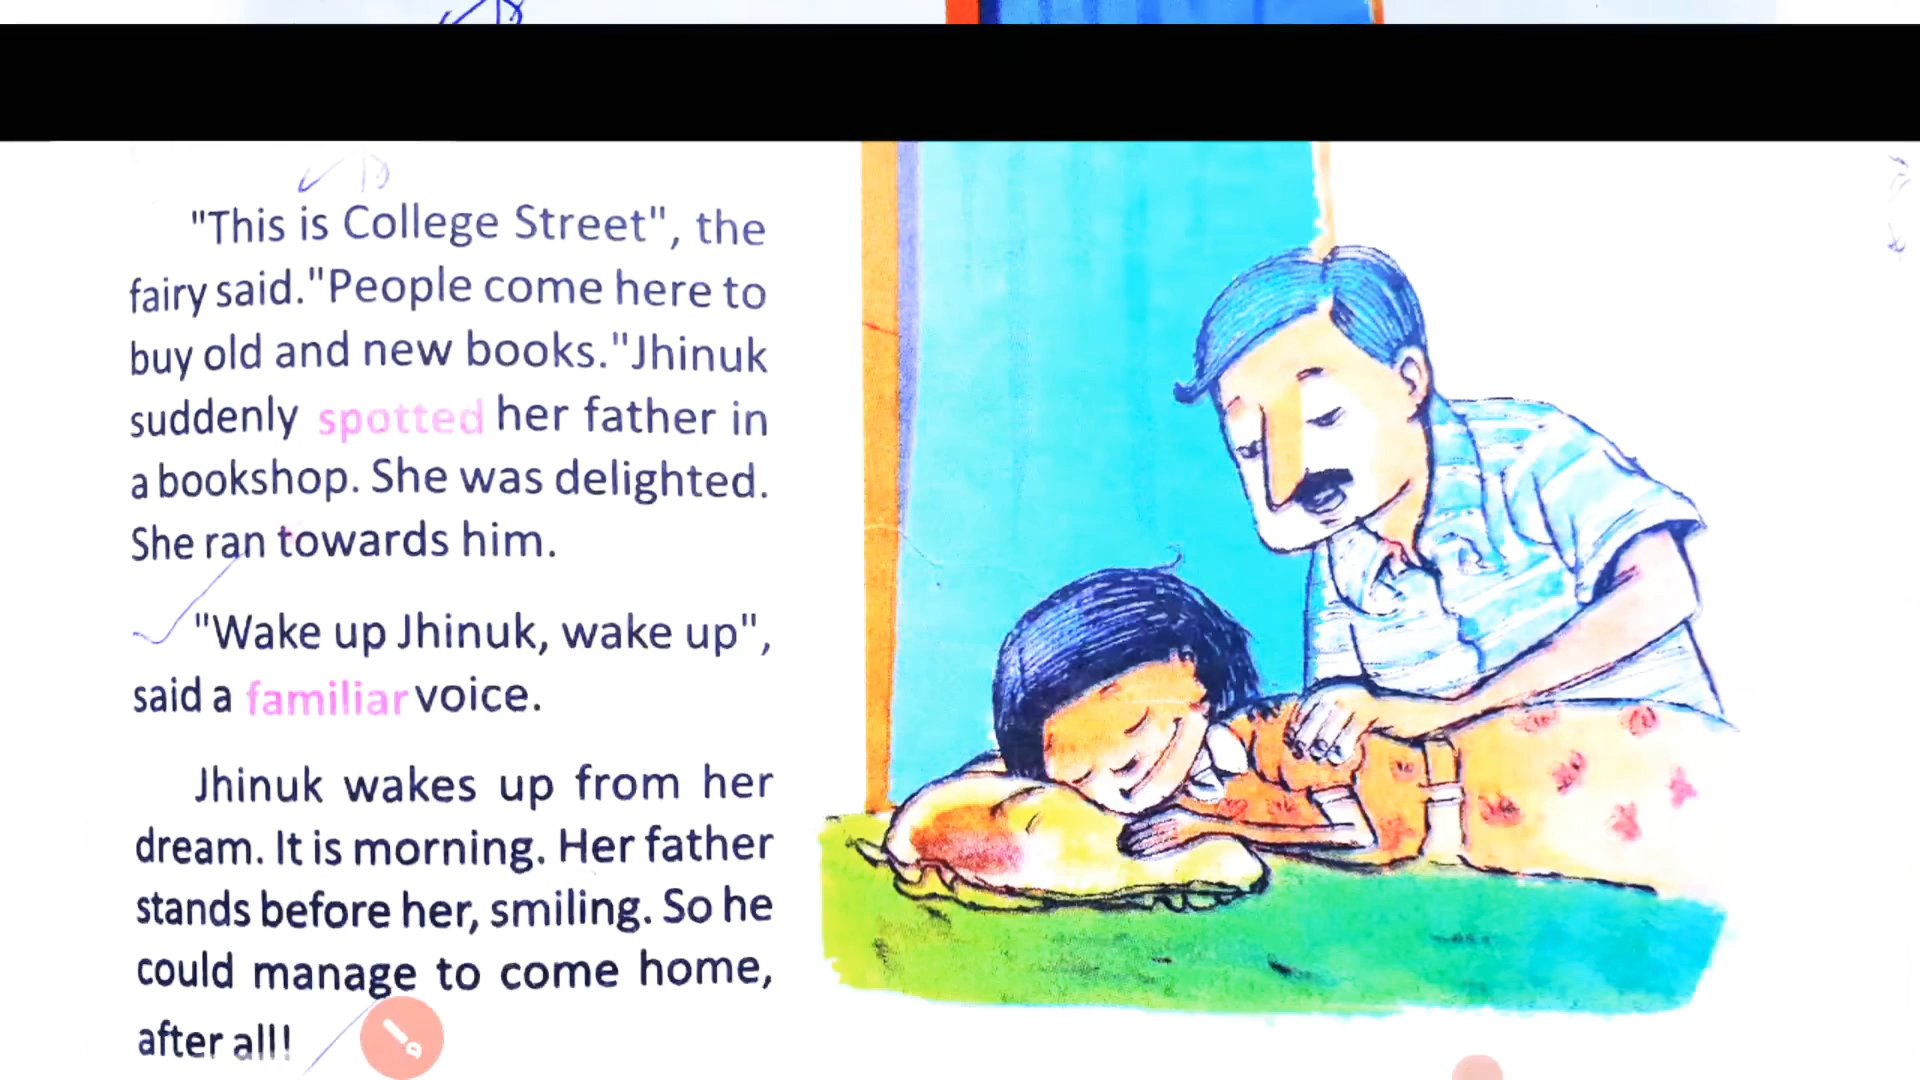 "This is College Street", the
fairy said."People come here to
buy old and new books."Jhinuk
suddenly spotted her father in
a bookshop. She was delighted.
She ran towards him.
"Wake up Jhinuk, wake up",
said a familiar voice.
Jhinuk wakes up from her
dream. It is morning. Her father
stands before her, smiling. So he
could manage to come home,
after all!